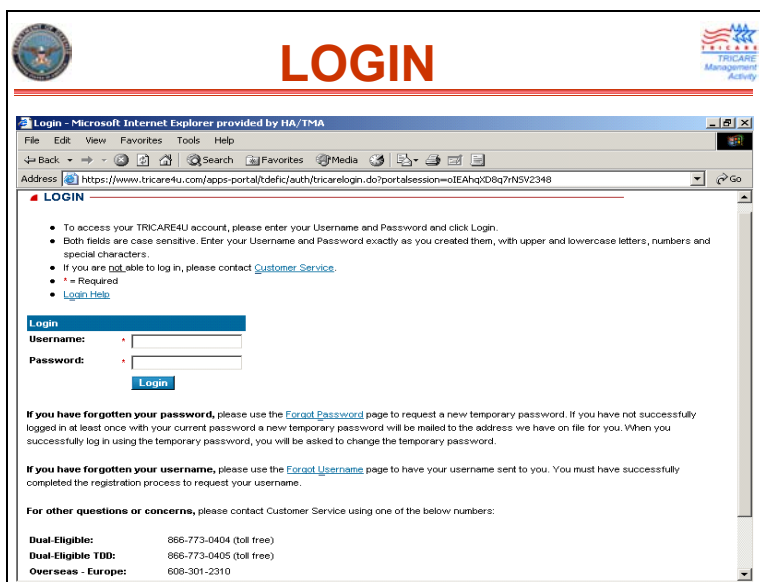 LOGIN
TRICARE
Management
Activity
Login - Microsoft Internet Explorer provided by HA/TMA
File Edit View Favorites Tools Help
Back Search Favorites Media
Address https://www.tricare4u.com/apps-portal/tdefic/auth/tricarelogin.do?portalsession=oIEAhqXD8q7rNSV2348 Go
LOGIN
To access your TRICARE4U account, please enter your Username and Password and click Login.
Both fields are case sensitive. Enter your Username and Password exactly as you created them, with upper and lowercase letters, numbers and
special characters.
If you are not able to log in, please contact Customer Service.
* = Required
Login Help
Login
Username: *
Password: *
Login
If you have forgotten your password, please use the Forgot Password page to request a new temporary password. If you have not successfully
logged in at least once with your current password a new temporary password will be mailed to the address we have on file for you. When you
successfully log in using the temporary password, you will be asked to change the temporary password.
If you have forgotten your username, please use the Forgot Username page to have your username sent to you. You must have successfully
completed the registration process to request your username.
For other questions or concerns, please contact Customer Service using one of the below numbers:
Dual-Eligible: 866-773-0404 (toll free)
Dual-Eligible TDD: 866-773-0405 (toll free)
Overseas - Europe: 608-301-2310